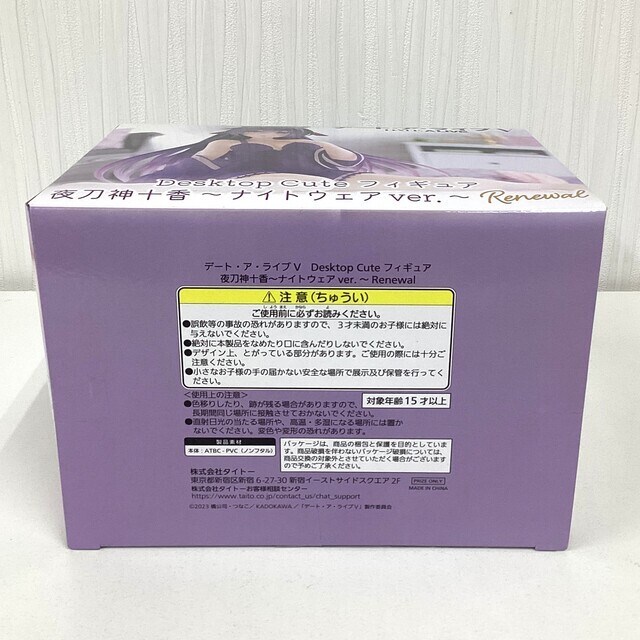 Desktop Cute フィギュア
夜刀神十香 ～ナイトウェア ver.～ Renewal
デート・ア・ライブⅤ Desktop Cute フィギュア
夜刀神十香～ナイトウェア ver.～ Renewal
⚠注意(ちゅうい)
ご使用前に必ずお読みください。
●誤飲等の事故の恐れがありますので、3才未満のお子様には絶対に
与えないでください。
●絶対に本製品をなめたり口に含んだりしないでください。
●デザイン上、とがっている部分があります。ご使用の際には十分ご
注意ください。
●小さなお子様の手の届かない安全な場所で展示及び保管を行ってく
ださい。
＜使用上の注意＞
対象年齢15才以上
●色移りしたり、跡が残る場合がありますので、
長期間同じ場所に接触させておかないでください。
●直射日光の当たる場所や、高温・多湿になる場所には置か
ないでください。変色や変形の恐れがあります。
製品素材
本体：ATBC-PVC (ノンフタル)
パッケージは、商品の梱包と保護を目的としています。
商品破損を伴わないパッケージ破損については、
商品交換の対象外とさせていただく場合がございます
ので予めご了承ください。
株式会社タイトー
東京都新宿区新宿 6-27-30 新宿イーストサイドスクエア 2F
株式会社タイトーお客様相談センター
https://www.taito.co.jp/contact_us/chat_support
PRIZE ONLY
MADE IN CHINA
©2023 橘公司・つなこ／KADOKAWA／「デート・ア・ライブⅤ」製作委員会